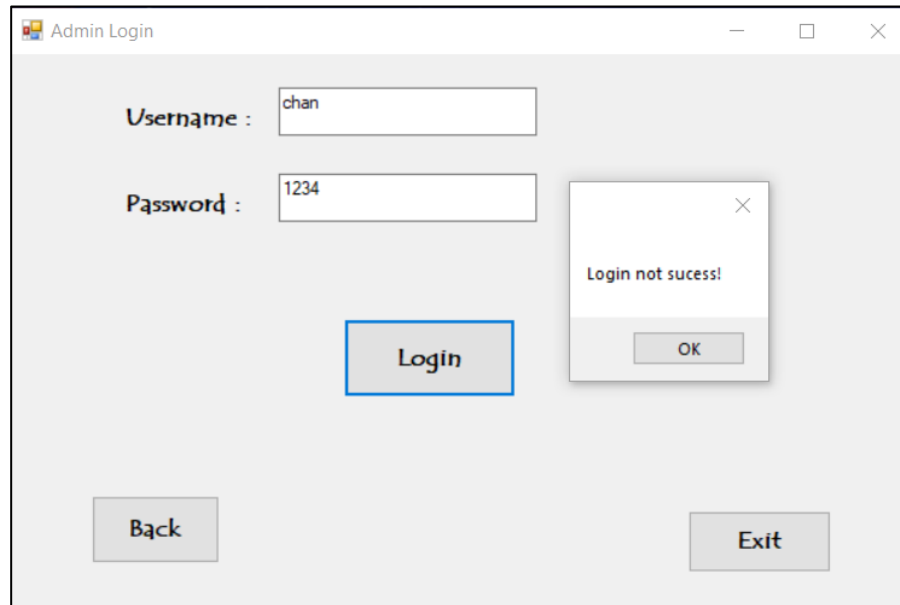 Admin Login
Username :
chan
Password :
1234
Login not sucess!
OK
Login
Back
Exit